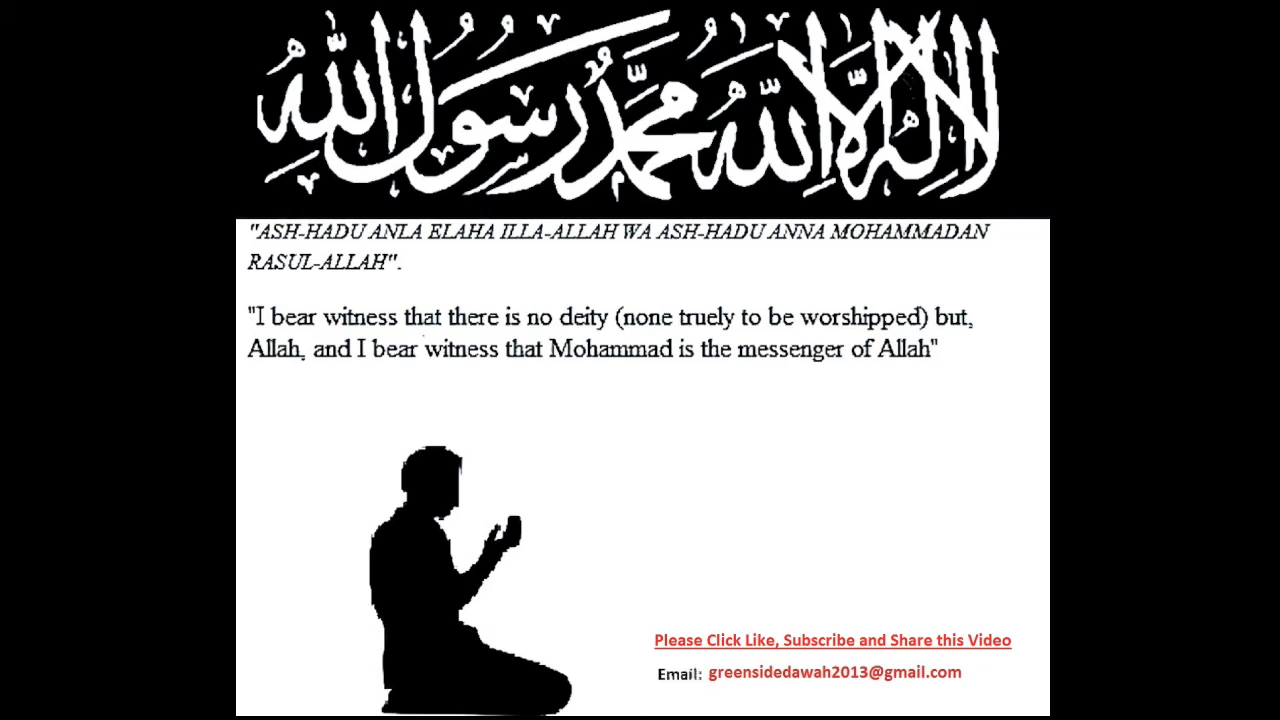 لا إله إلا الله محمد رسول الله
"ASH-HADU ANLA ELAHA ILLA-ALLAH WA ASH-HADU ANNA MOHAMMADAN
RASUL-ALLAH".
"I bear witness that there is no deity (none truely to be worshipped) but,
Allah, and I bear witness that Mohammad is the messenger of Allah"
Please Click Like, Subscribe and Share this Video
Email: greensidedawah2013@gmail.com